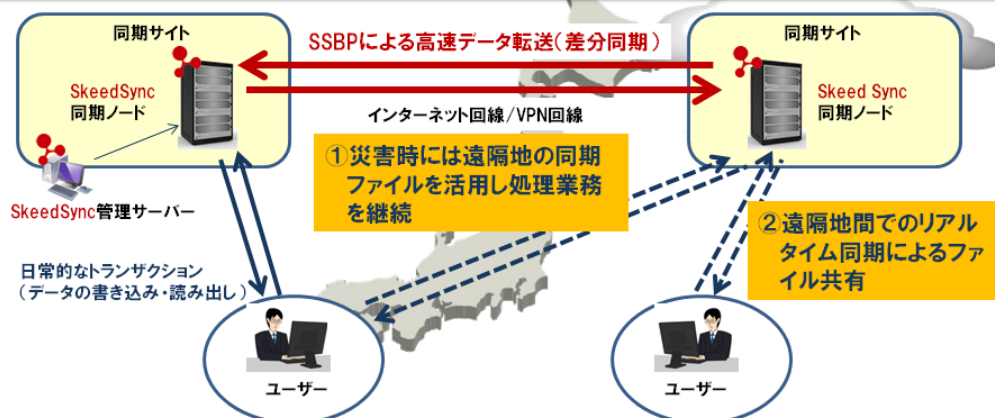 同期サイト
SkeedSync
同期ノード
SkeedSync管理サーバー
SSBPによる高速データ転送(差分同期)
インターネット回線/VPN回線
同期サイト
Skeed Sync
同期ノード
①災害時には遠隔地の同期
ファイルを活用し処理業務
を継続
②遠隔地間でのリアル
タイム同期によるファ
イル共有
日常的なトランザクション
(データの書き込み・読み出し)
ユーザー
ユーザー